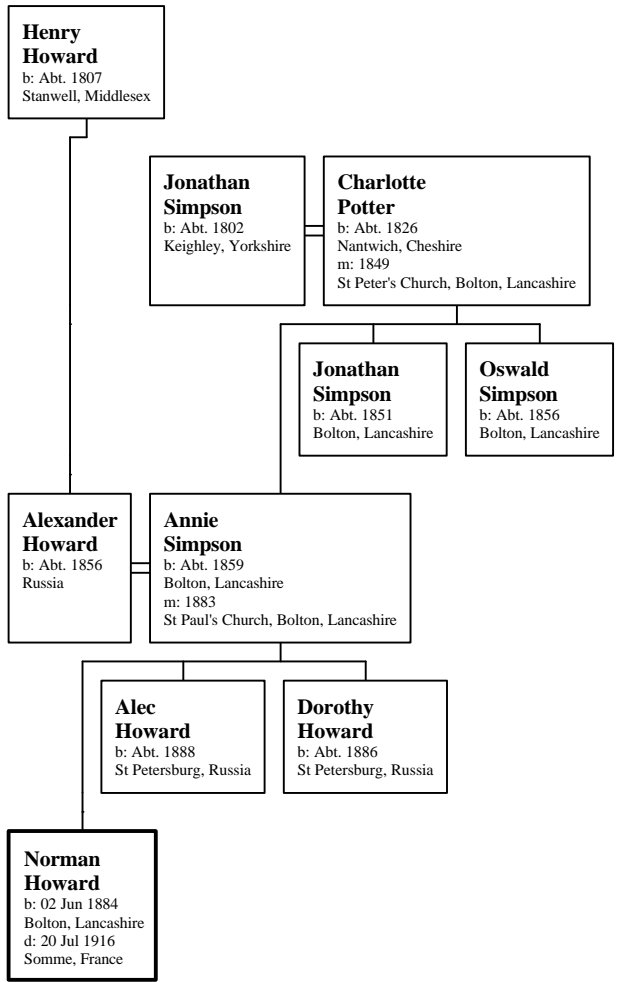 Henry
Howard
b: Abt. 1807
Stanwell, Middlesex
Jonathan
Simpson
b: Abt. 1802
Keighley, Yorkshire
Charlotte
Potter
b: Abt. 1826
Nantwich, Cheshire
m: 1849
St Peter's Church, Bolton, Lancashire
Jonathan
Simpson
b: Abt. 1851
Bolton, Lancashire
Oswald
Simpson
b: Abt. 1856
Bolton, Lancashire
Alexander
Howard
b: Abt. 1856
Russia
Annie
Simpson
b: Abt. 1859
Bolton, Lancashire
m: 1883
St Paul's Church, Bolton, Lancashire
Alec
Howard
b: Abt. 1888
St Petersburg, Russia
Dorothy
Howard
b: Abt. 1886
St Petersburg, Russia
Norman
Howard
b: 02 Jun 1884
Bolton, Lancashire
d: 20 Jul 1916
Somme, France